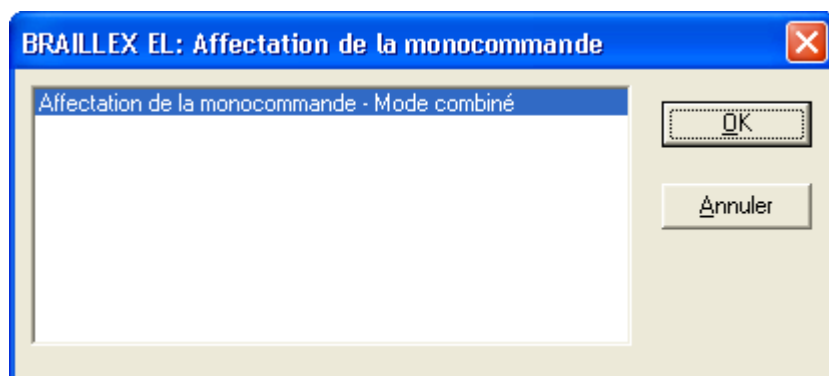 BRAILLEX EL: Affectation de la monocommande
Affectation de la monocommande - Mode combiné
OK
Annuler